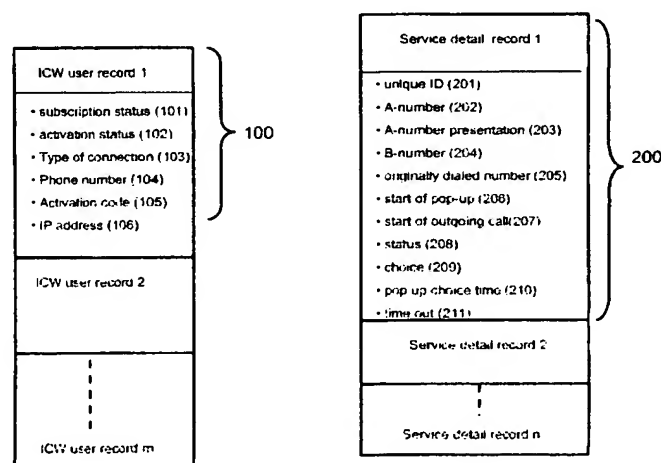 ICW user record 1
• subscription status (101)
• activation status (102)
• Type of connection (103)
• Phone number (104)
• Activation code (105)
• IP address (106)
100
ICW user record 2
ICW user record m
Service detail record 1
• unique ID (201)
• A-number (202)
• A-number presentation (203)
• B-number (204)
• originally dialed number (205)
• start of pop-up (206)
• start of outgoing call(207)
• status (208)
• choice (209)
• pop up choice time (210)
• time out (211)
200
Service detail record 2
Service detail record n